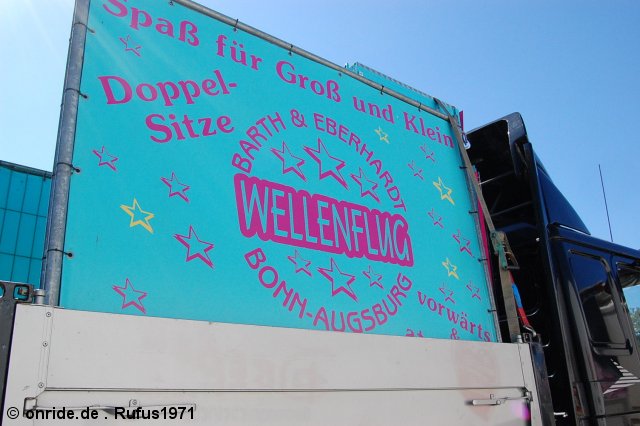 Spaß für Groß und Klein
Doppel-
Sitze
BARTH & EBERHARDT
WELLENFLUG
BONN-AUGSBURG
vorwärts
&
© onride.de . Rufus1971